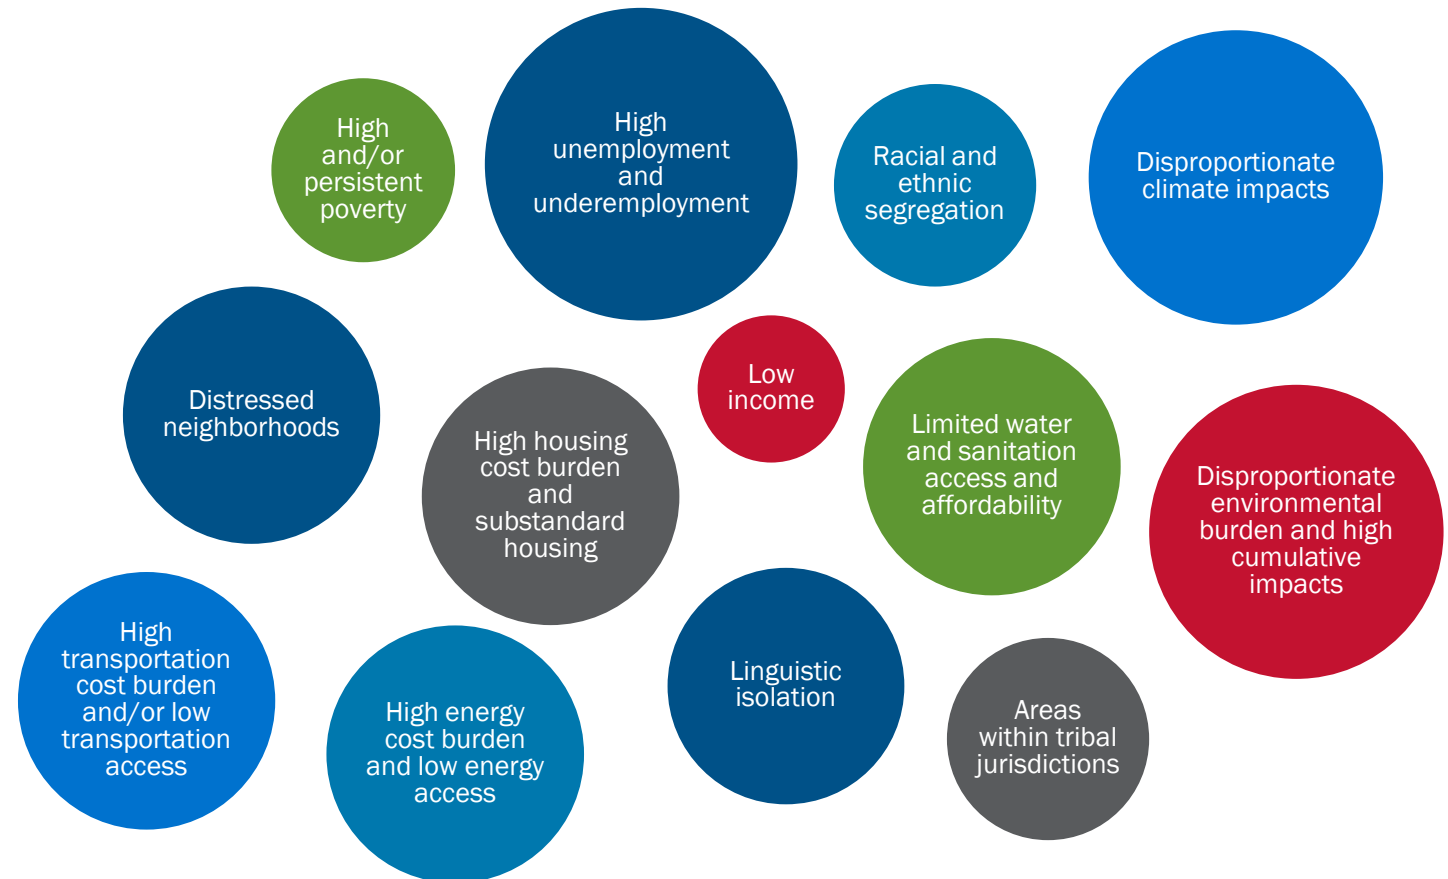 High
and/or
persistent
poverty
High
unemployment
and
underemployment
Racial and
ethnic
segregation
Disproportionate
climate impacts
Distressed
neighborhoods
High housing
cost burden
and
substandard
housing
Low
income
Limited water
and sanitation
access and
affordability
Disproportionate
environmental
burden and high
cumulative
impacts
High
transportation
cost burden
and/or low
transportation
access
High energy
cost burden
and low energy
access
Linguistic
isolation
Areas
within tribal
jurisdictions